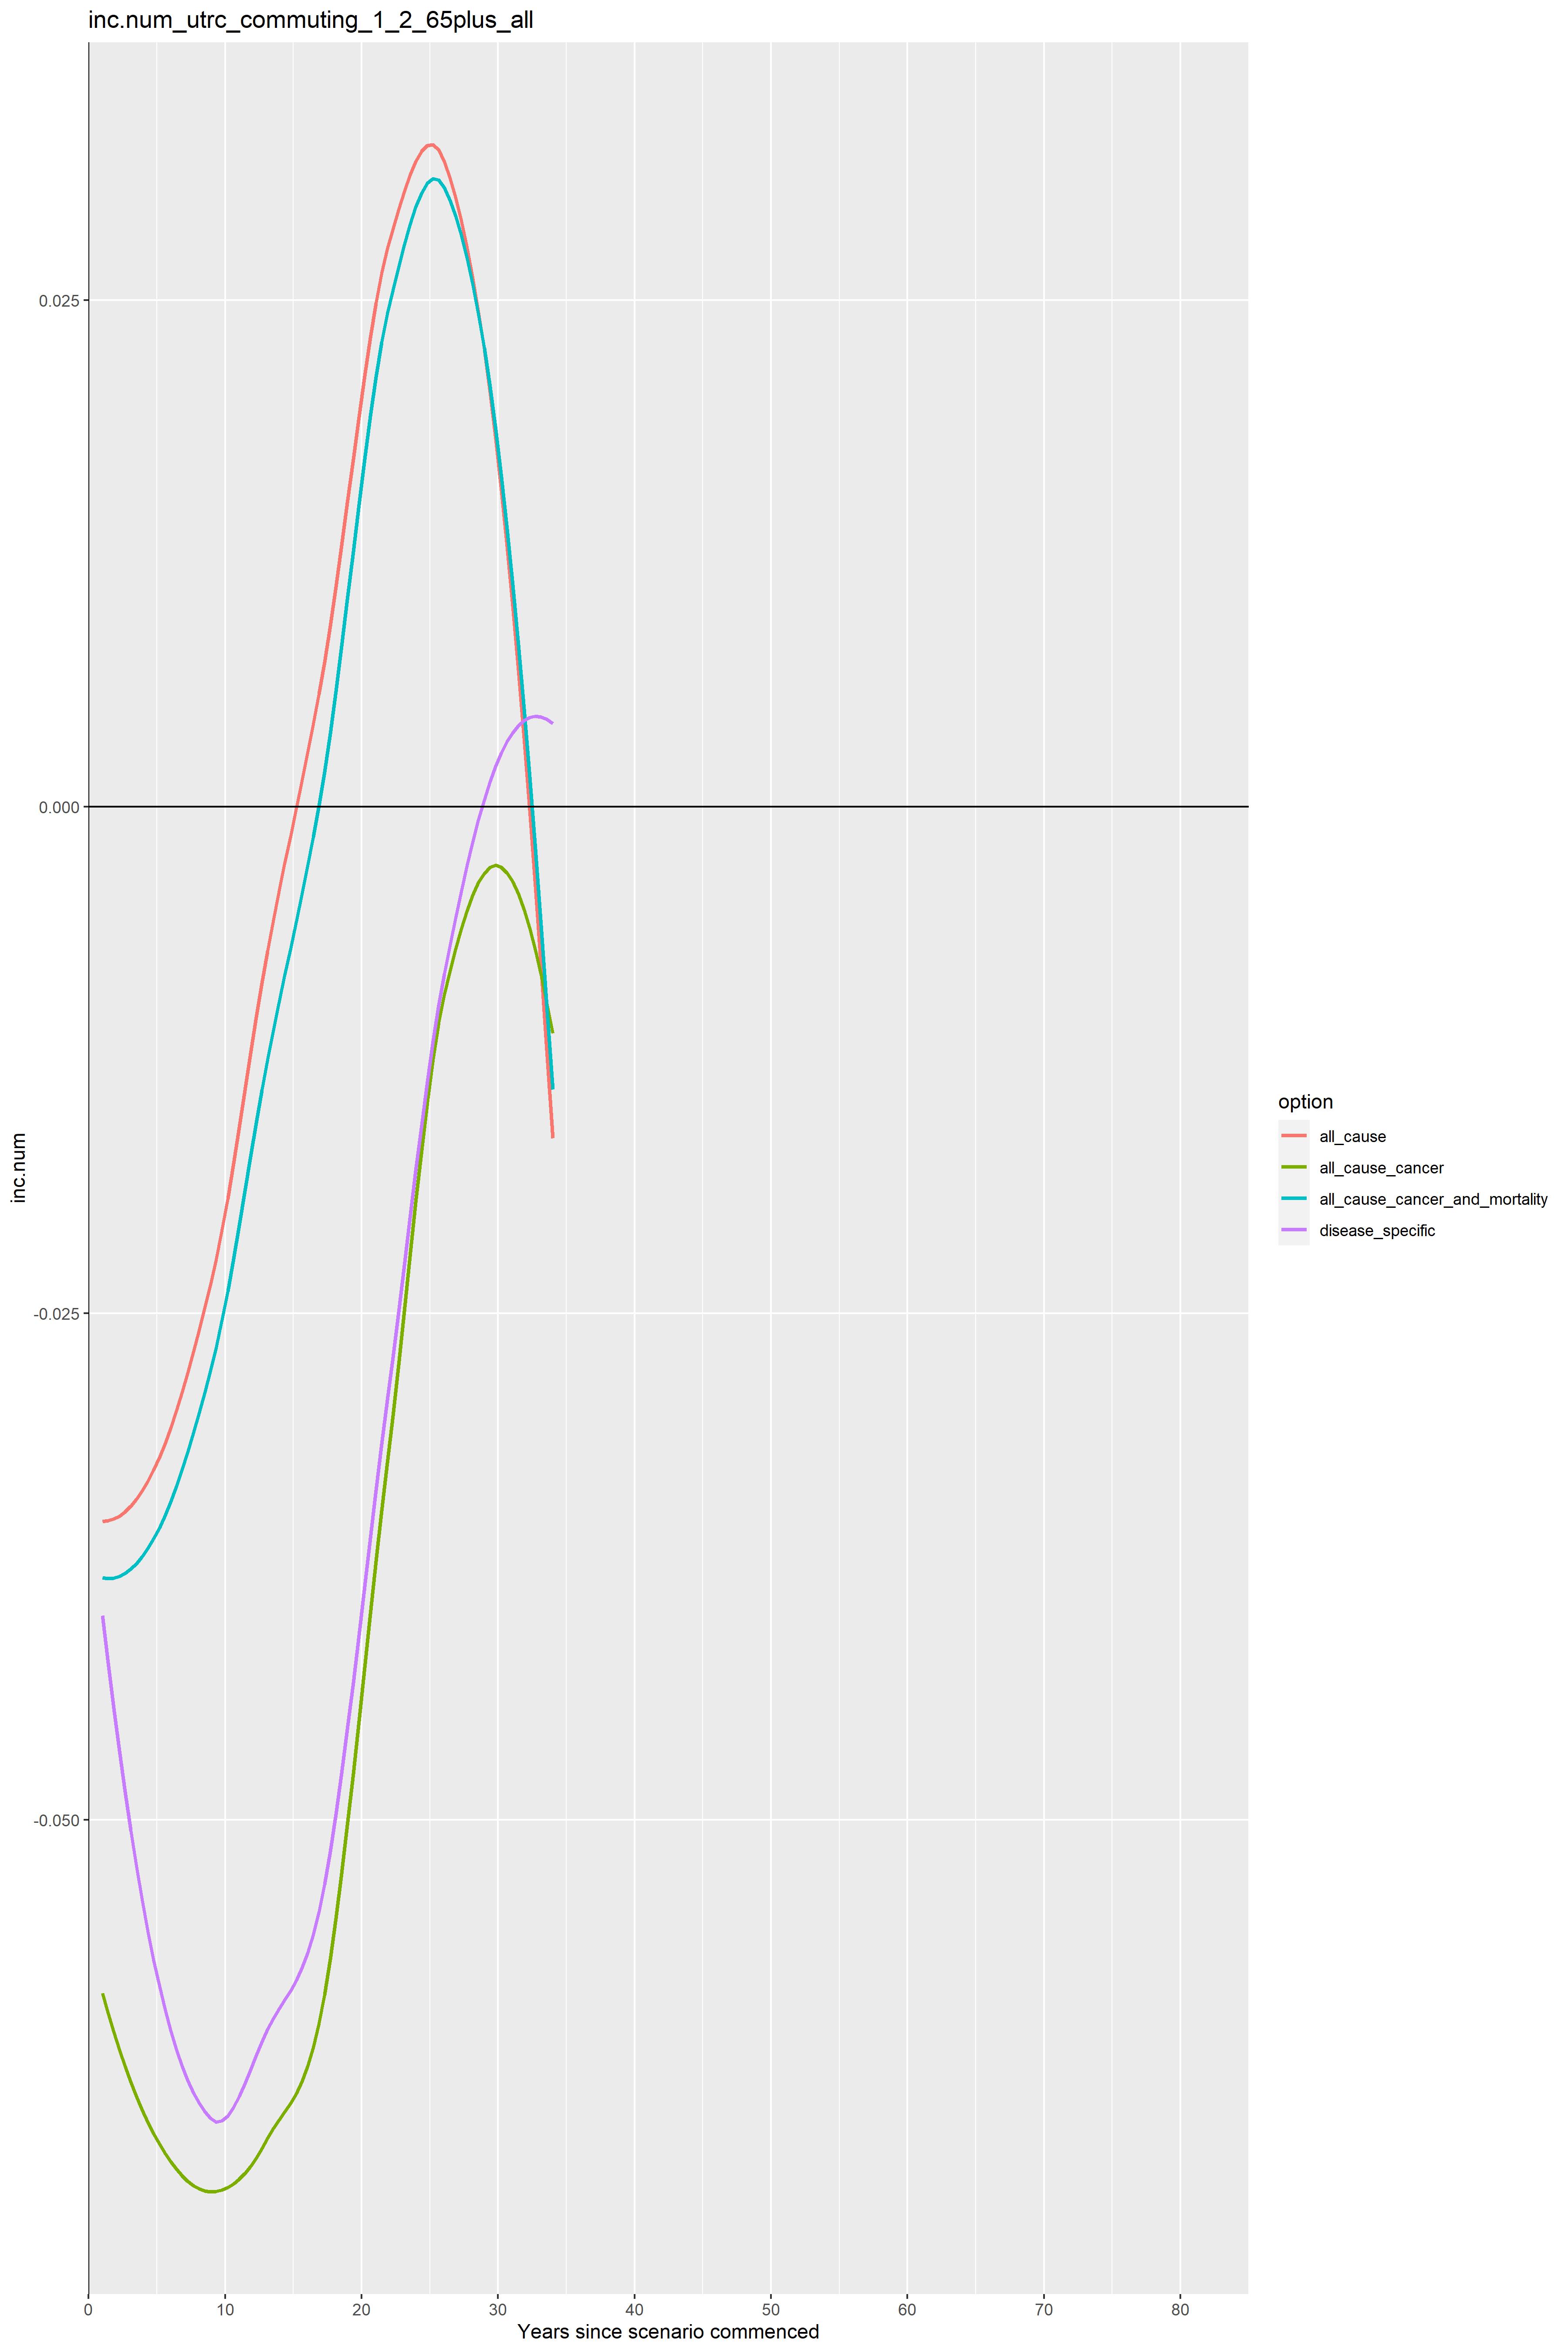 inc.num_utrc_commuting_1_2_65plus_all
0.025
0.000
-0.025
-0.050
inc.num
0 10 20 30 40 50 60 70 80
Years since scenario commenced
option
all_cause
all_cause_cancer
all_cause_cancer_and_mortality
disease_specific